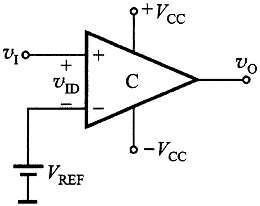 +V_CC
v_I
+
+
v_ID
C
v_O
−
−
−V_CC
V_REF